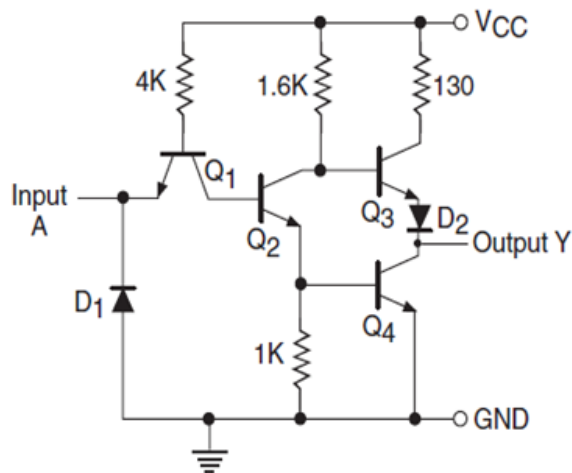 VCC
4K
1.6K
130
Input
A
Q1
Q2
Q3
D2
Output Y
D1
Q4
1K
GND